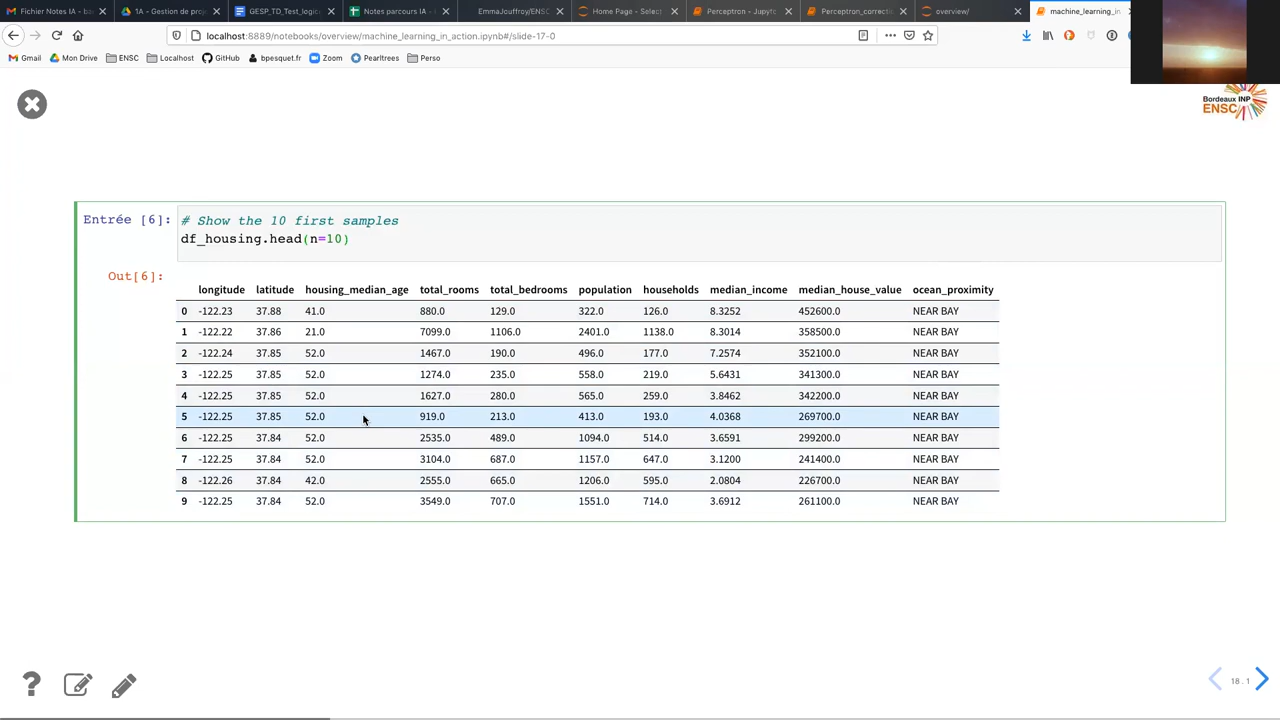 Fichier Notes IA - ba
1A - Gestion de proj
GESP_TD_Test_logic
Notes parcours IA -
EmmaJcuffroy/ENSC
Home Page - Select
Perceptron - Jupyt
Perceptron_correcti
overview/
machine_learning_in
localhost:8889/notebooks/overview/machine_learning_in_action.ipynb#/slide-17-0
Gmail Mon Drive ENSC Localhost GitHub bpesquet.fr Zoom Pearltrees Perso
Bordeaux INP
ENSC
Entrée [6]: # Show the 10 first samples
df_housing.head(n=10)
Out[6]:
longitude latitude housing_median_age total_rooms total_bedrooms population households median_income median_house_value ocean_proximity
0 -122.23 37.88 41.0 880.0 129.0 322.0 126.0 8.3252 452600.0 NEAR BAY
1 -122.22 37.86 21.0 7099.0 1106.0 2401.0 1138.0 8.3014 358500.0 NEAR BAY
2 -122.24 37.85 52.0 1467.0 190.0 496.0 177.0 7.2574 352100.0 NEAR BAY
3 -122.25 37.85 52.0 1274.0 235.0 558.0 219.0 5.6431 341300.0 NEAR BAY
4 -122.25 37.85 52.0 1627.0 280.0 565.0 259.0 3.8462 342200.0 NEAR BAY
5 -122.25 37.85 52.0 919.0 213.0 413.0 193.0 4.0368 269700.0 NEAR BAY
6 -122.25 37.84 52.0 2535.0 489.0 1094.0 514.0 3.6591 299200.0 NEAR BAY
7 -122.25 37.84 52.0 3104.0 687.0 1157.0 647.0 3.1200 241400.0 NEAR BAY
8 -122.26 37.84 42.0 2555.0 665.0 1206.0 595.0 2.0804 226700.0 NEAR BAY
9 -122.25 37.84 52.0 3549.0 707.0 1551.0 714.0 3.6912 261100.0 NEAR BAY
18.1